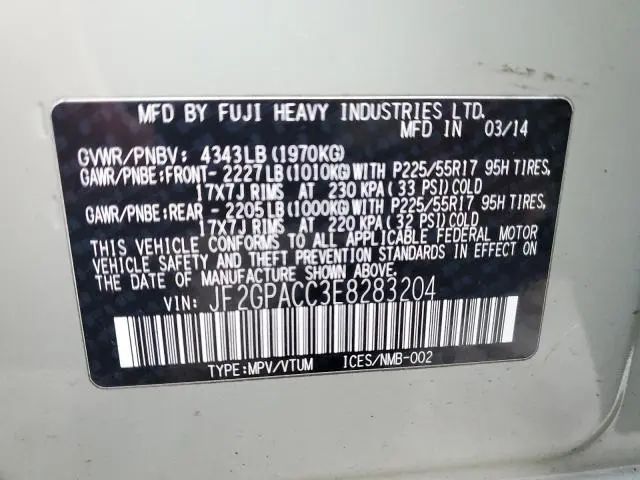 MFD BY FUJI HEAVY INDUSTRIES LTD.
MFD IN 03/14
GVWR/PNBV: 4343LB(1970KG)
GAWR/PNBE:FRONT- 2227LB(1010KG)WITH P225/55R17 95H TIRES,
17X7J RIMS AT 230 KPA(33 PSI)COLD
GAWR/PNBE:REAR - 2205LB(1000KG)WITH P225/55R17 95H TIRES,
17X7J RIMS AT 220 KPA(32 PSI)COLD
THIS VEHICLE CONFORMS TO ALL APPLICABLE FEDERAL MOTOR
VEHICLE SAFETY AND THEFT PREVENTION STANDARDS IN EFFECT ON
THE DATE OF MANUFACTURE SHOWN ABOVE.
VIN: JF2GPACC3E8283204
TYPE:MPV/VTUM ICES/NMB-002